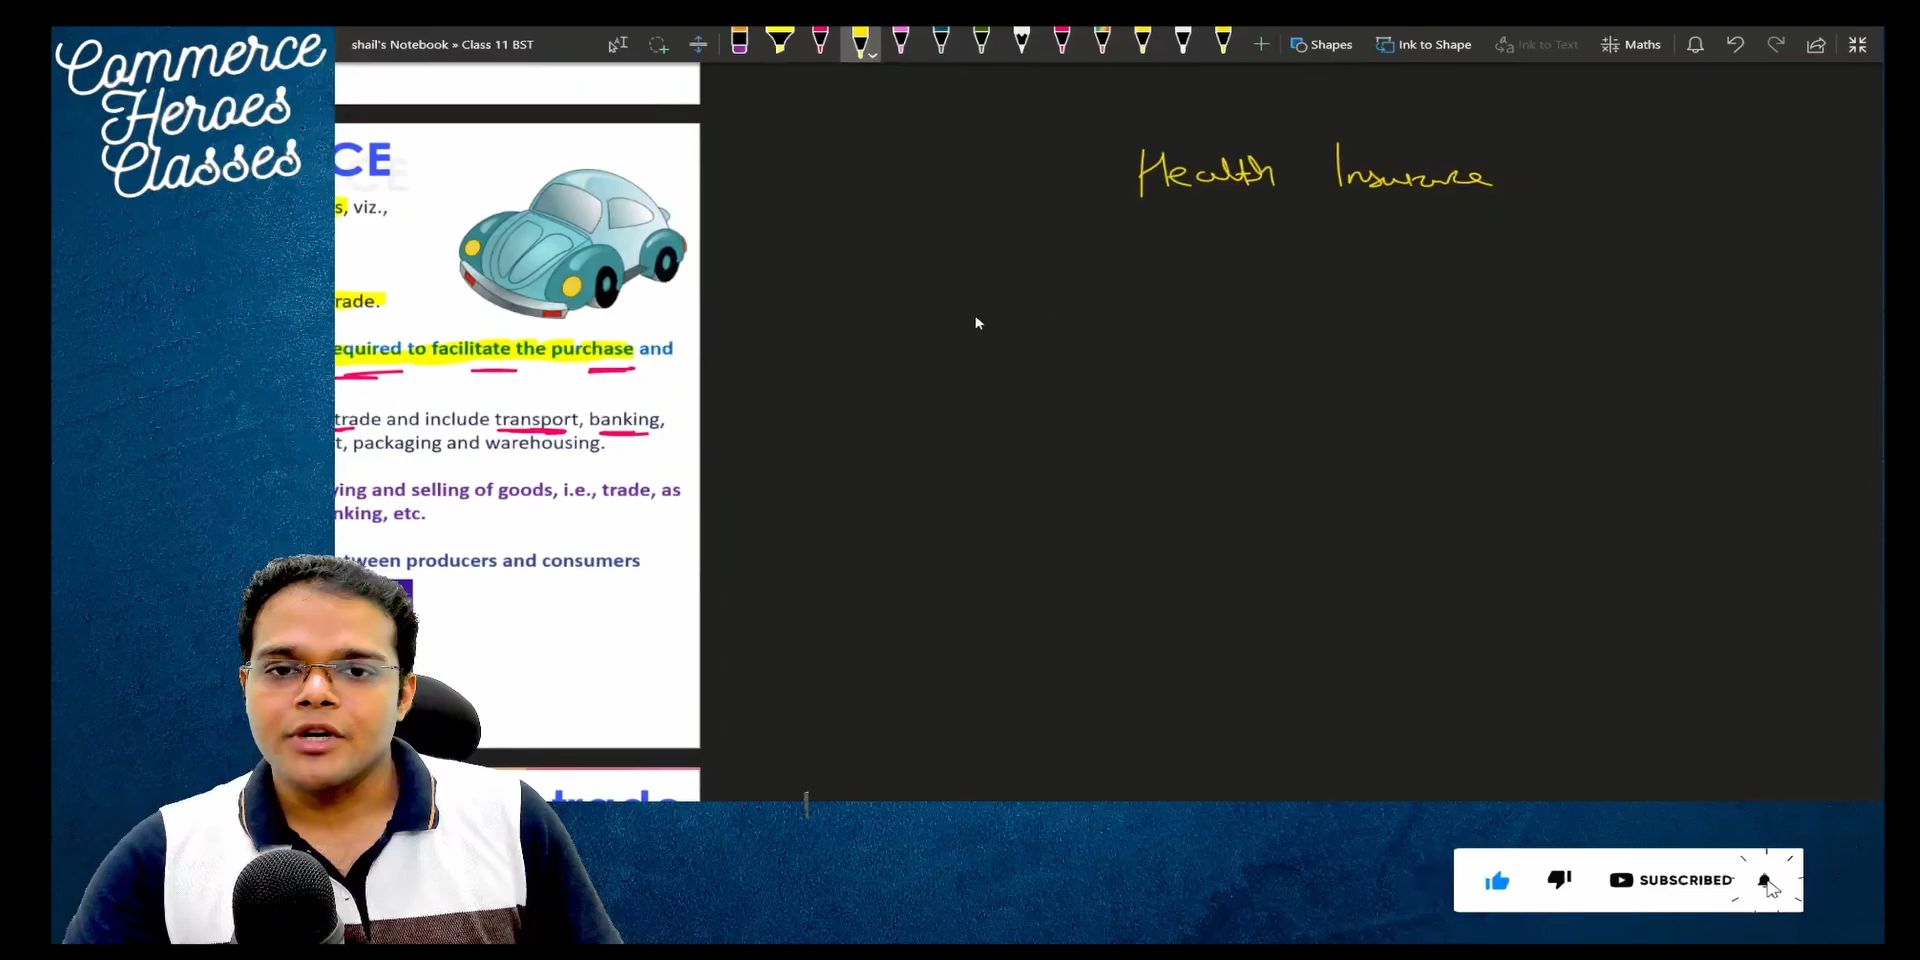 Commerce
Heroes
Classes
shail's Notebook » Class 11 BST
Shapes
Ink to Shape
Ink to Text
Maths
CE
s, viz.,
rade.
equired to facilitate the purchase and
trade and include transport, banking,
t, packaging and warehousing.
ying and selling of goods, i.e., trade, as
nking, etc.
tween producers and consumers
trade
Health Insurance
SUBSCRIBED